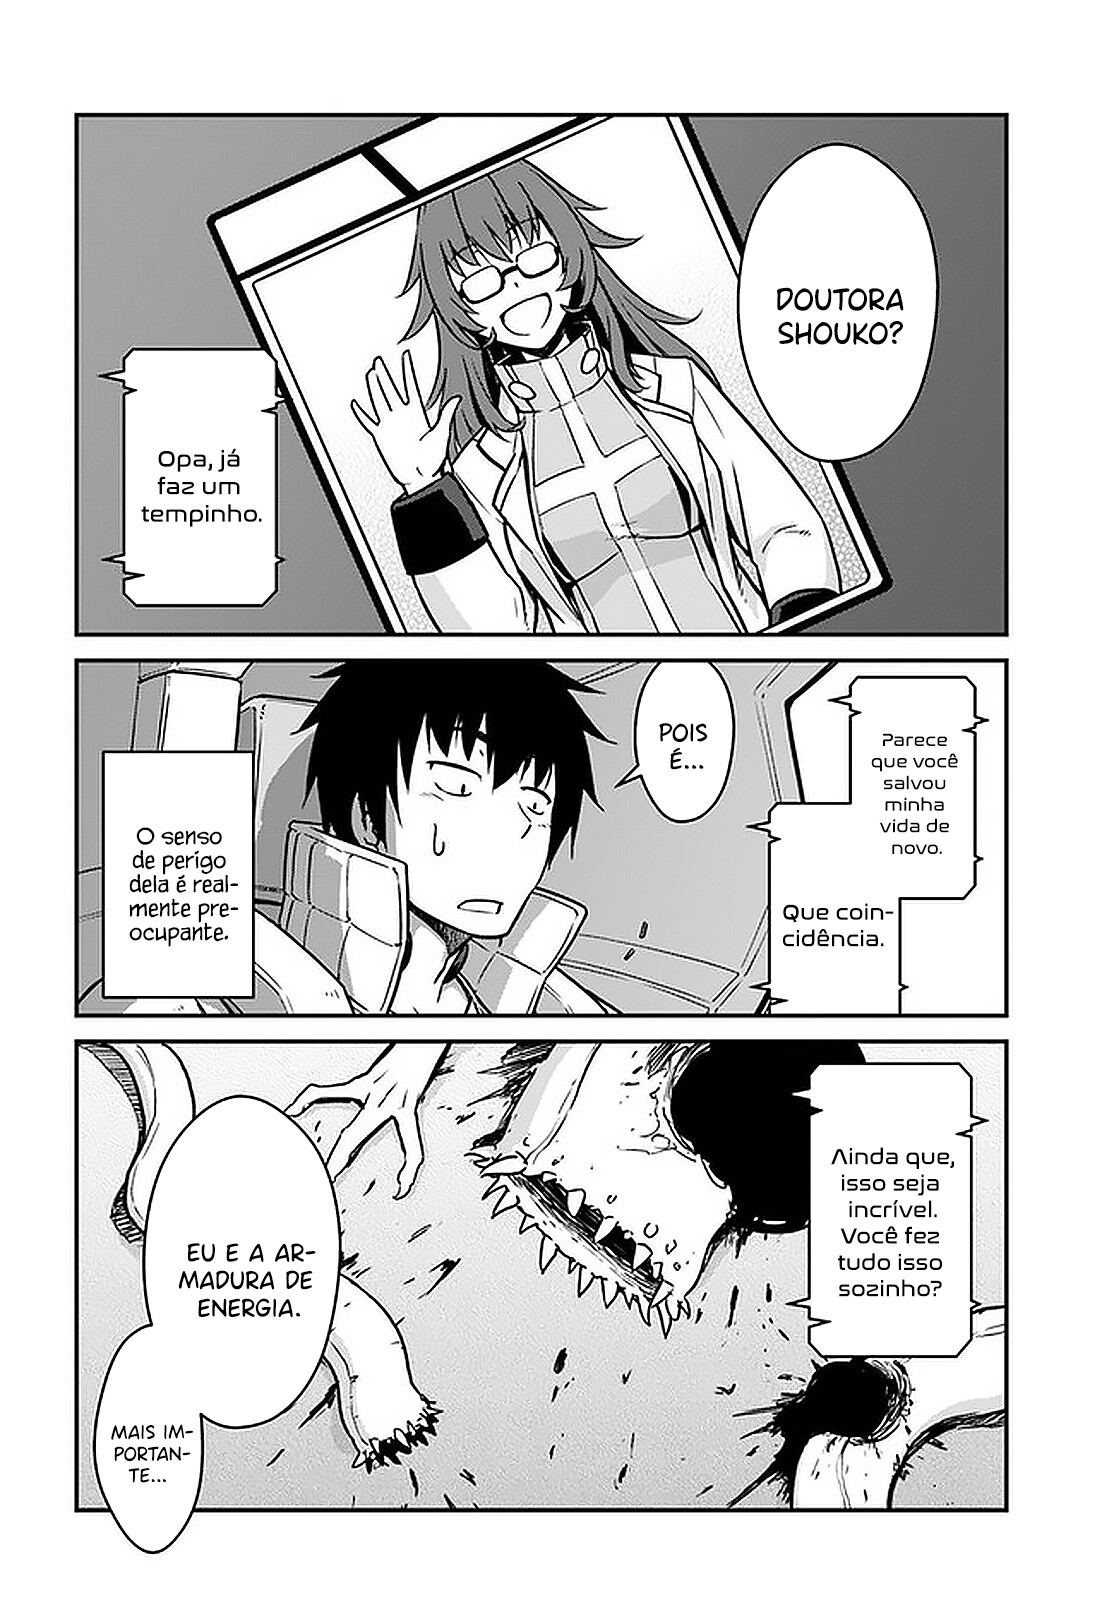 DOUTORA
SHOUKO?
Opa, já
faz um
tempinho.
Parece
que você
salvou
minha
vida de
novo.
Que coin-
cidência.
POIS
É...
O senso
de perigo
dela é real-
mente pre-
ocupante.
Ainda que,
isso seja
incrível.
Você fez
tudo isso
sozinho?
EU E A AR-
MADURA DE
ENERGIA.
MAIS IM-
PORTAN-
TE...